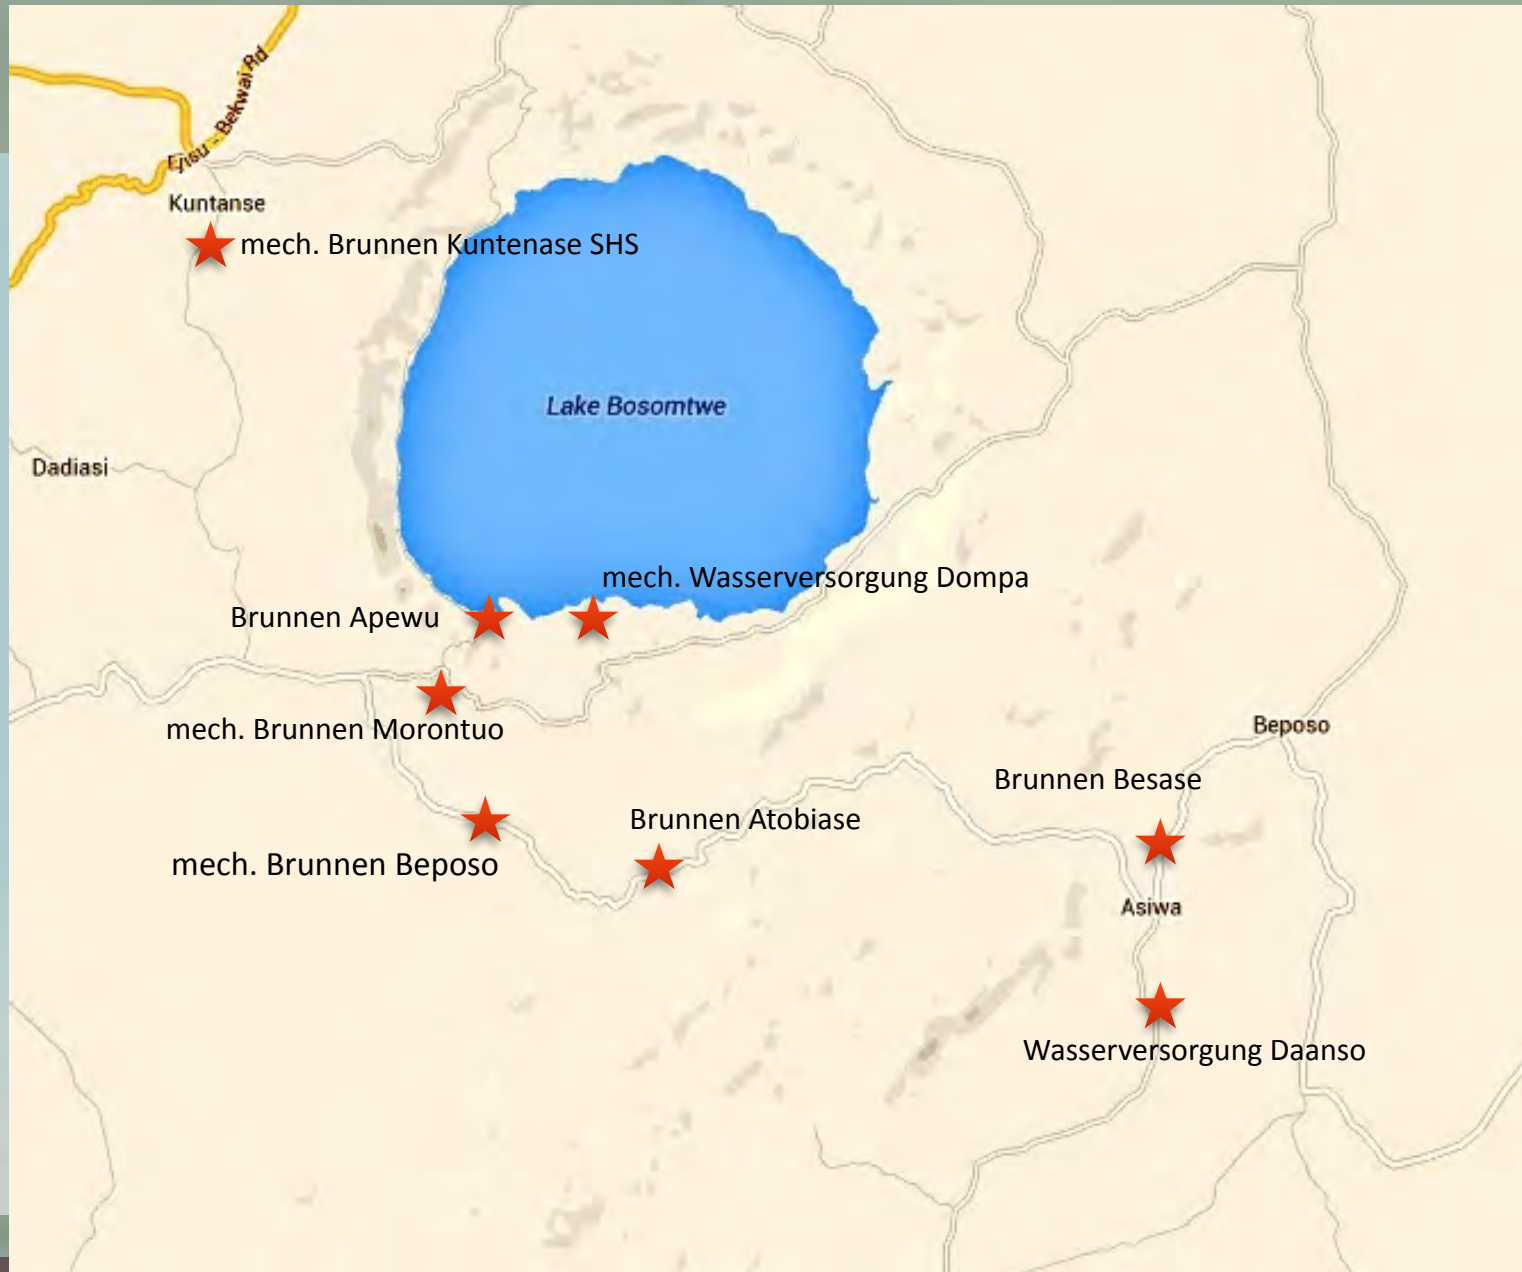 Ejisu - Bekwai Rd
Kuntanse
mech. Brunnen Kuntenase SHS
Lake Bosomtwe
Dadiasi
mech. Wasserversorgung Dompa
Brunnen Apewu
mech. Brunnen Morontuo
Beposo
Brunnen Besase
Brunnen Atobiase
mech. Brunnen Beposo
Asiwa
Wasserversorgung Daanso